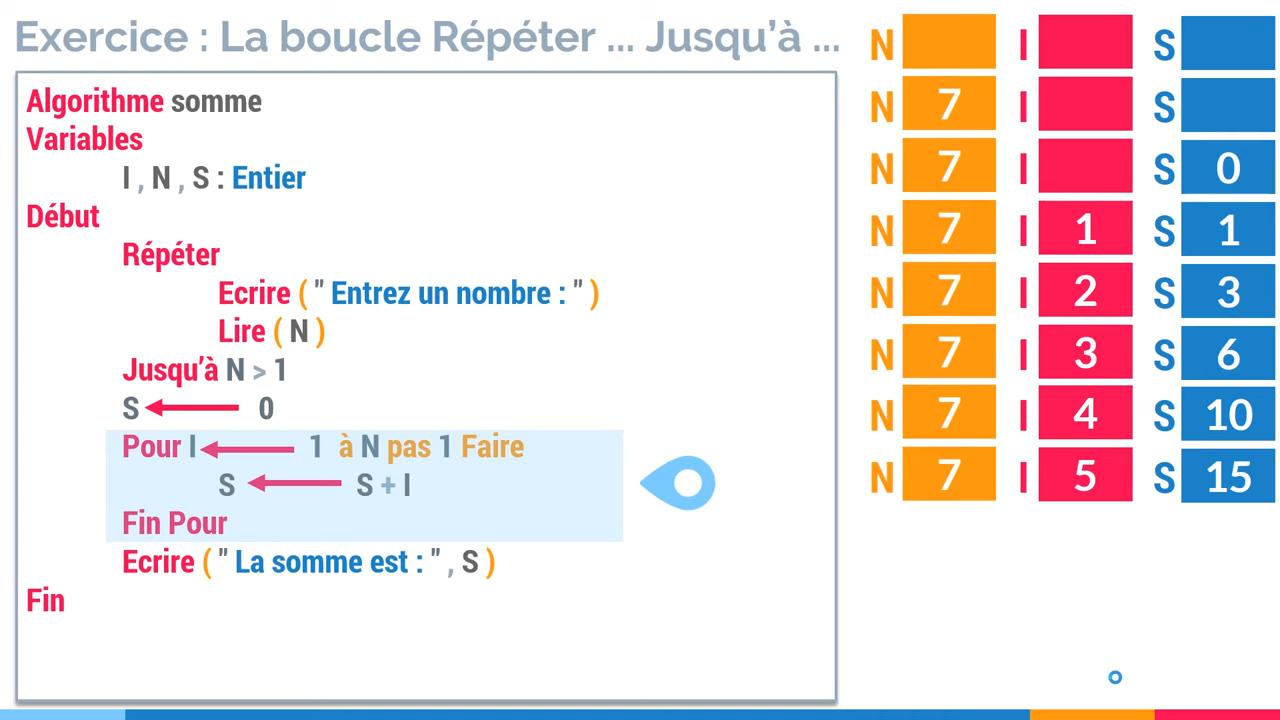 Exercice : La boucle Répéter ... Jusqu'à ...
Algorithme somme
Variables
I , N , S : Entier
Début
Répéter
Ecrire ( " Entrez un nombre : " )
Lire ( N )
Jusqu'à N > 1
S ← 0
Pour I ← 1 à N pas 1 Faire
S ← S + I
Fin Pour
Ecrire ( " La somme est : " , S )
Fin
N I S
N 7 I S
N 7 I S 0
N 7 I 1 S 1
N 7 I 2 S 3
N 7 I 3 S 6
N 7 I 4 S 10
N 7 I 5 S 15